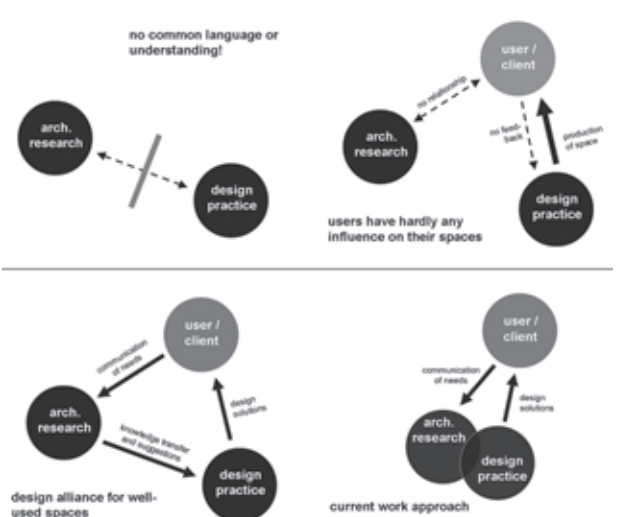 no common language or
understanding!
arch.
research
design
practice
user /
client
no relationship
arch.
research
no feed-
back
production
of space
design
practice
users have hardly any
influence on their spaces
user /
client
communication
of needs
arch.
research
design
solutions
knowledge transfer
and suggestions
design
practice
design alliance for well-
used spaces
user /
client
communication
of needs
design
solutions
arch.
research
design
practice
current work approach